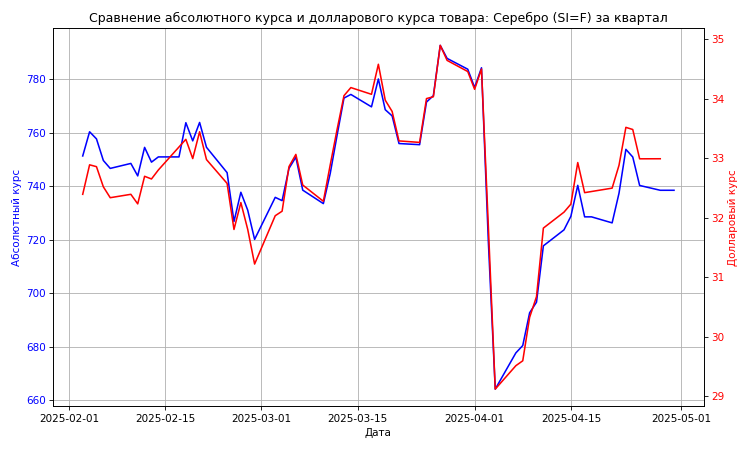 Сравнение абсолютного курса и долларового курса товара: Серебро (SI=F) за квартал
Абсолютный курс
780
760
740
720
700
680
660
35
34
33
32
31
30
29
Долларовый курс
2025-02-01 2025-02-15 2025-03-01 2025-03-15 2025-04-01 2025-04-15 2025-05-01
Дата